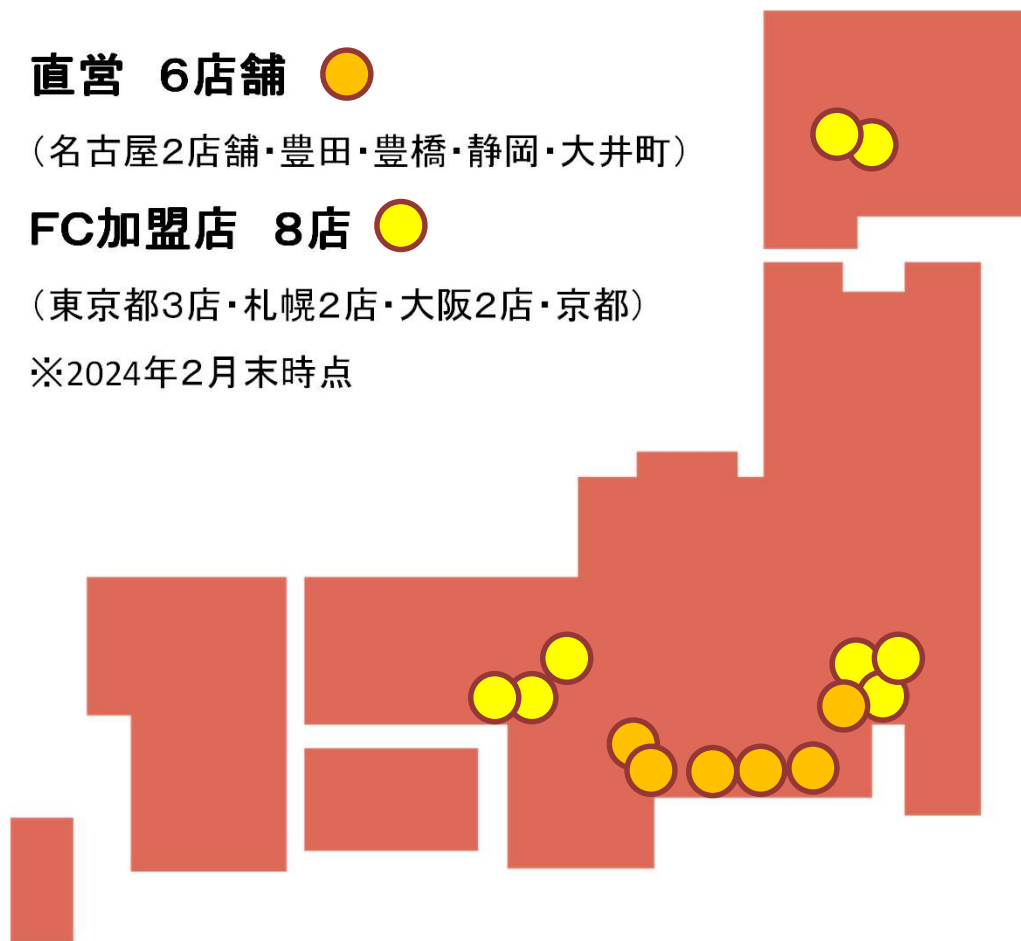 直営　６店舗
（名古屋２店舗・豊田・豊橋・静岡・大井町）
FC加盟店　８店
（東京都３店・札幌２店・大阪２店・京都）
※2024年２月末時点